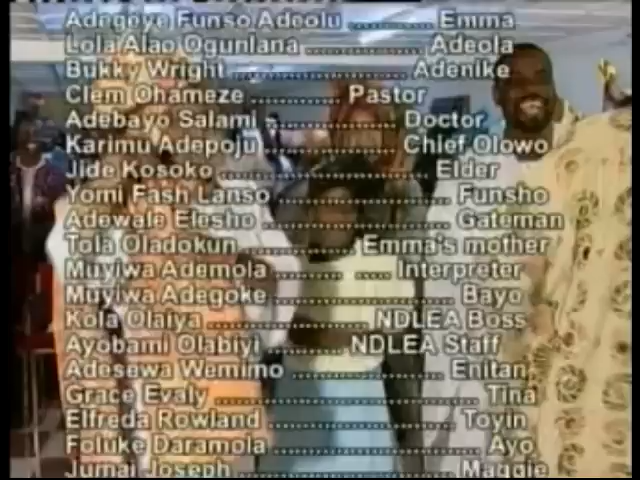 Adegoye Funso Adeolu .............. Emma
Lola Alao Ogunlana ..................... Adeola
Bukky Wright ............................ Adenike
Clem Ohameze .............. Pastor
Adebayo Salami ...................... Doctor
Karimu Adepoju ..................... Chief Olowo
Jide Kosoko ................................. Elder
Yomi Fash Lanso ........................... Funsho
Adewale Elesho ............................ Gateman
Tola Oladokun .................. Emma's mother
Muyiwa Ademola .......... ..... Interpreter
Muyiwa Adegoke ............................ Bayo
Kola Olaiya ........................ NDLEA Boss
Ayobami Olabiyi ........... NDLEA Staff
Adesewa Wemimo ...................... Enitan
Grace Evaly ..................................... Tina
Elfreda Rowland ........................... Toyin
Foluke Daramola ............................... Ayo
Jumai Joseph ............................. Maggie